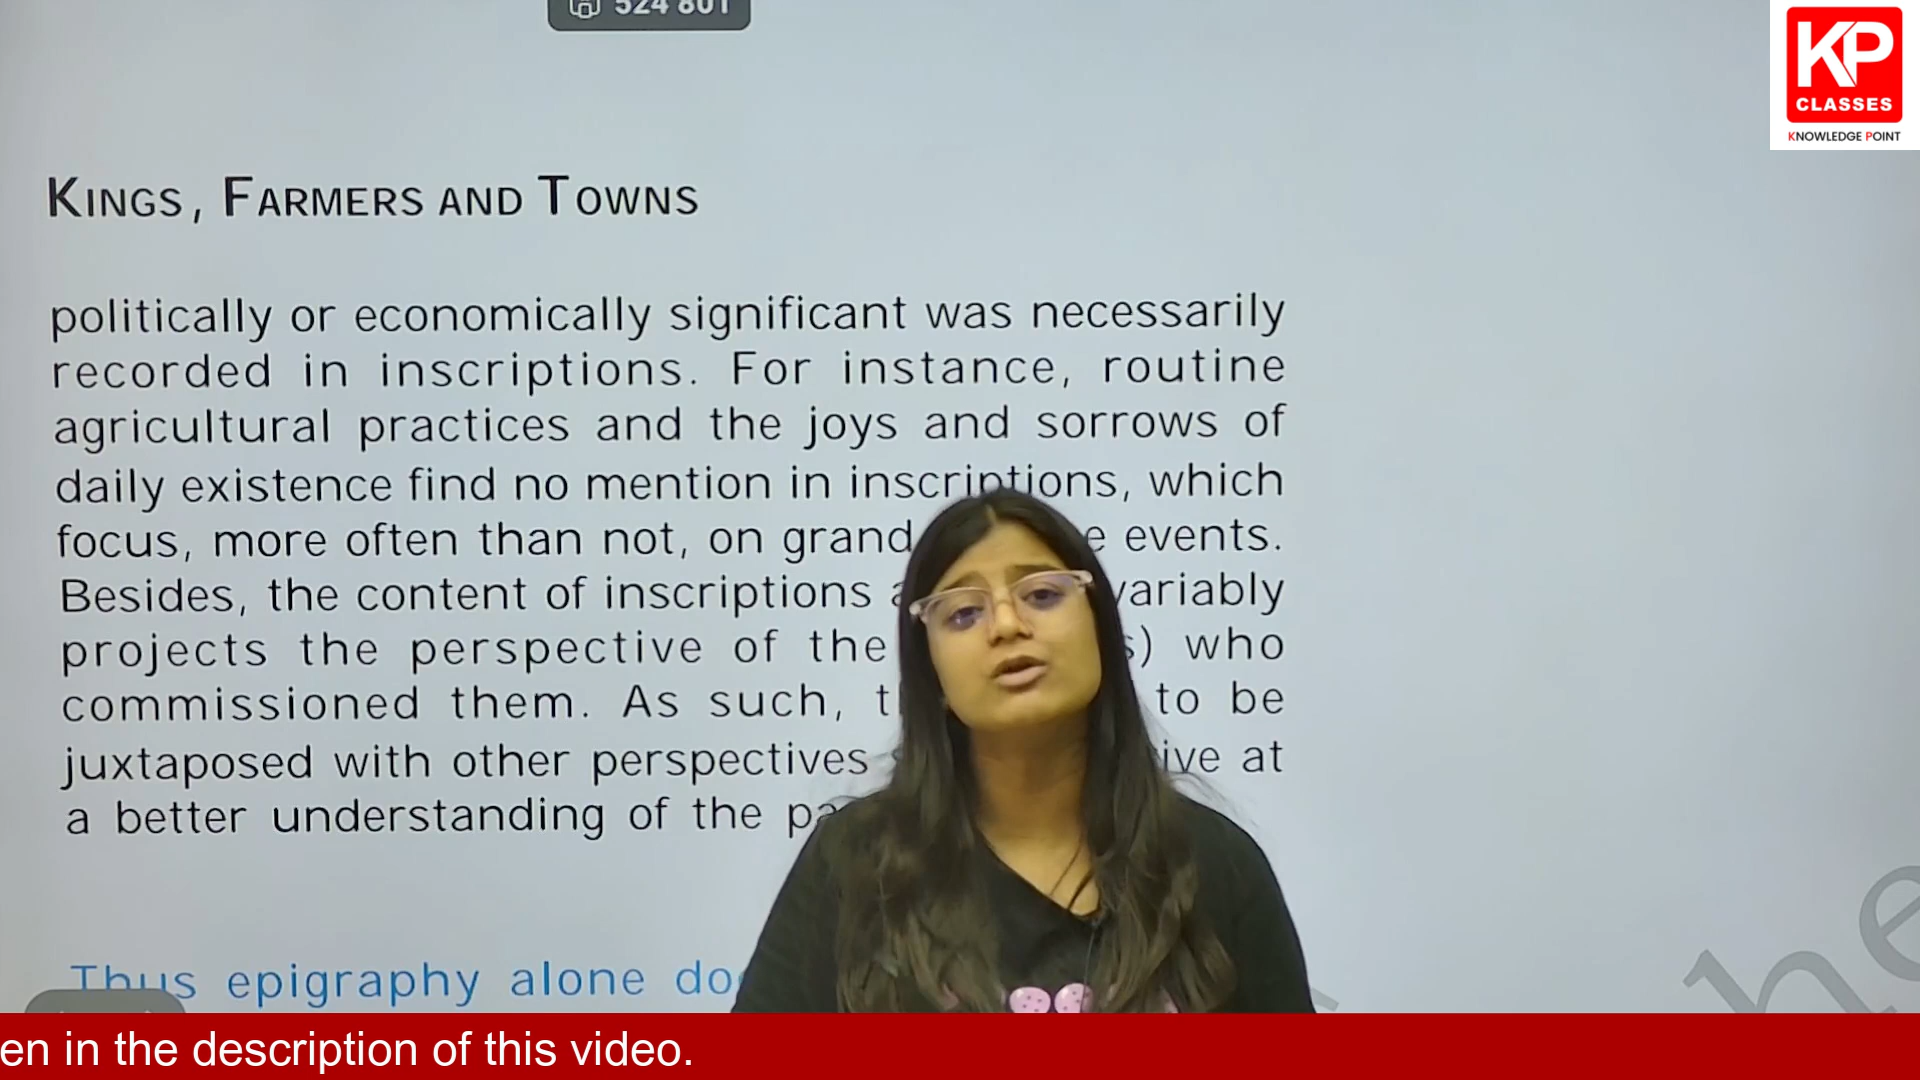 524 801
KP
CLASSES
KNOWLEDGE POINT
KINGS, FARMERS AND TOWNS
politically or economically significant was necessarily
recorded in inscriptions. For instance, routine
agricultural practices and the joys and sorrows of
daily existence find no mention in inscriptions, which
focus, more often than not, on grand events.
Besides, the content of inscriptions
projects the perspective of the who
commissioned them. As such, to be
juxtaposed with other perspectives at
a better understanding of the
Thus epigraphy alone
en in the description of this video.